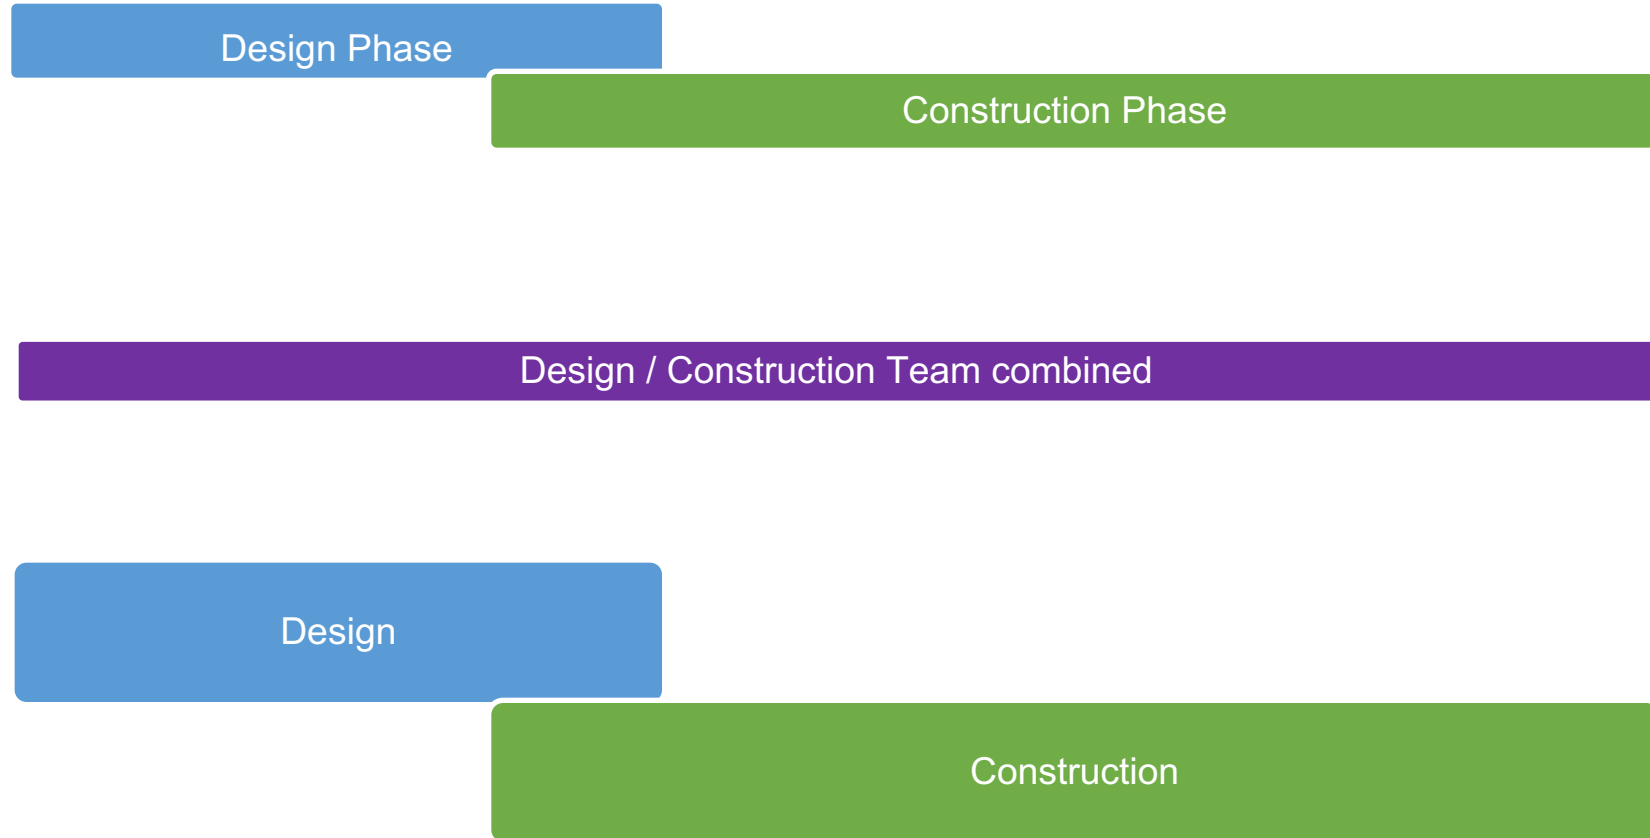 Design Phase
Construction Phase
Design / Construction Team combined
Design
Construction